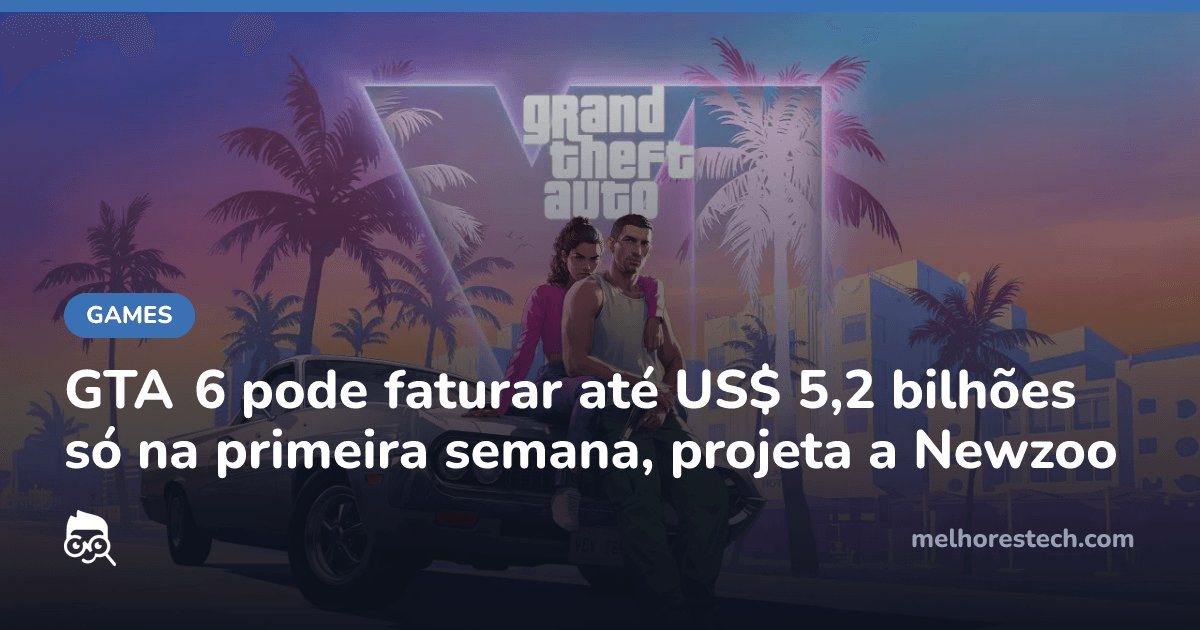 grand
theft
auto
VI
GAMES
GTA 6 pode faturar até US$ 5,2 bilhões
só na primeira semana, projeta a Newzoo
melhorestech.com